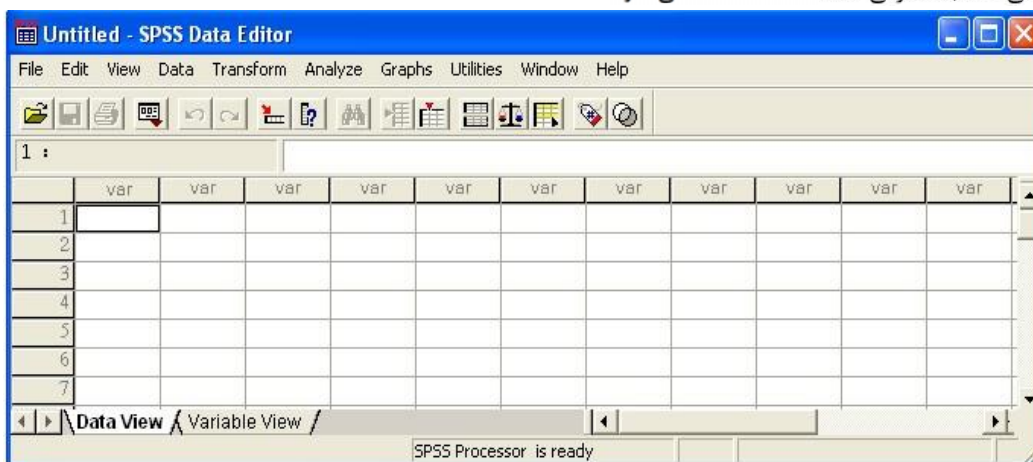 Untitled - SPSS Data Editor
File Edit View Data Transform Analyze Graphs Utilities Window Help
1 :
var var var var var var var var var var var
1
2
3
4
5
6
7
Data View Variable View
SPSS Processor is ready